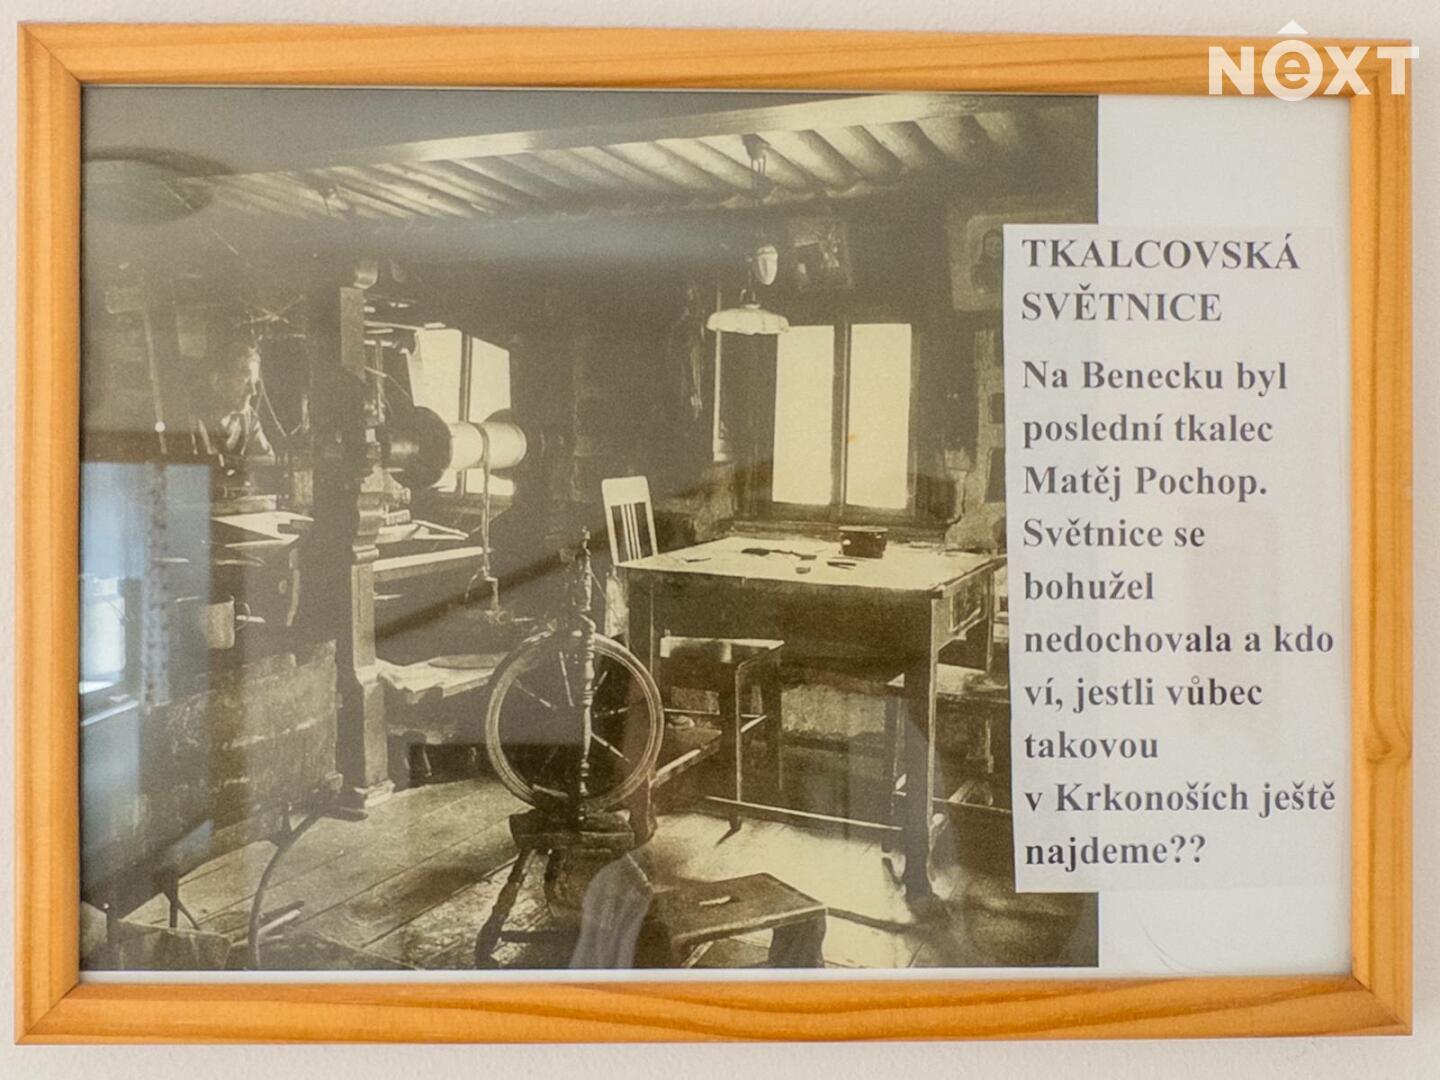 NêXT
TKALCOVSKÁ
SVĚTNICE
Na Benecku byl
poslední tkalec
Matěj Pochop.
Světnice se
bohužel
nedochovala a kdo
ví, jestli vůbec
takovou
v Krkonoších ještě
najdeme??